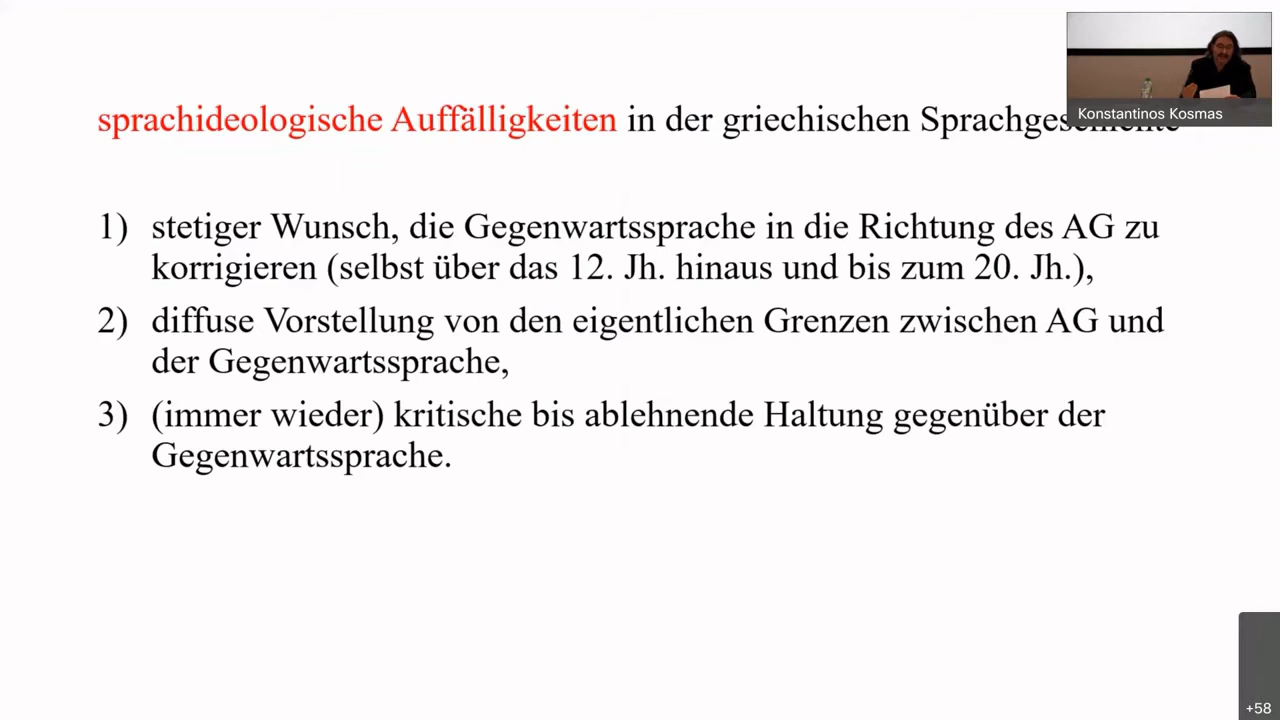 sprachideologische Auffälligkeiten in der griechischen
Konstantinos Kosmas
1) stetiger Wunsch, die Gegenwartssprache in die Richtung des AG zu
korrigieren (selbst über das 12. Jh. hinaus und bis zum 20. Jh.),
2) diffuse Vorstellung von den eigentlichen Grenzen zwischen AG und
der Gegenwartssprache,
3) (immer wieder) kritische bis ablehnende Haltung gegenüber der
Gegenwartssprache.
+58